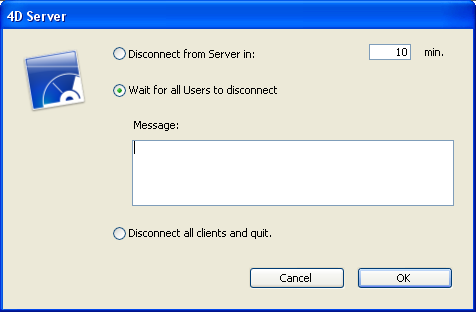 4D Server
Disconnect from Server in: 10 min.
Wait for all Users to disconnect
Message:
Disconnect all clients and quit.
Cancel OK